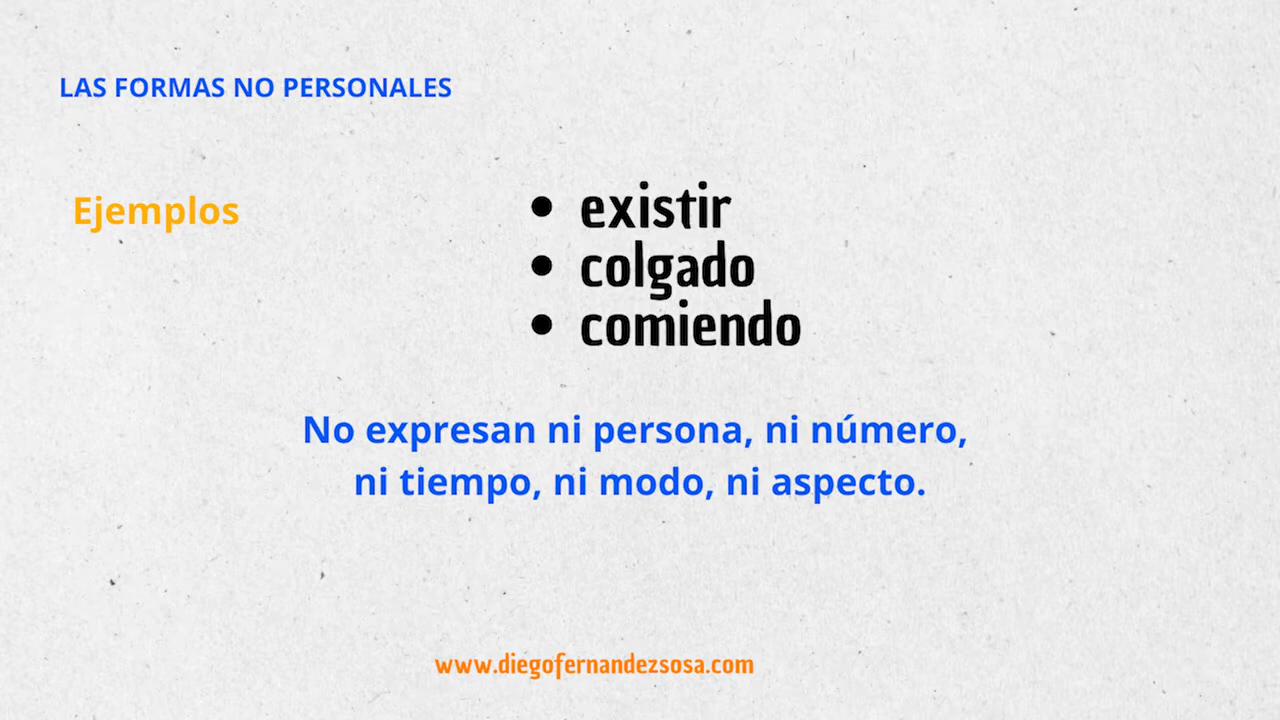 LAS FORMAS NO PERSONALES
Ejemplos
• existir
• colgado
• comiendo
No expresan ni persona, ni número,
ni tiempo, ni modo, ni aspecto.
www.diegofernandezsosa.com